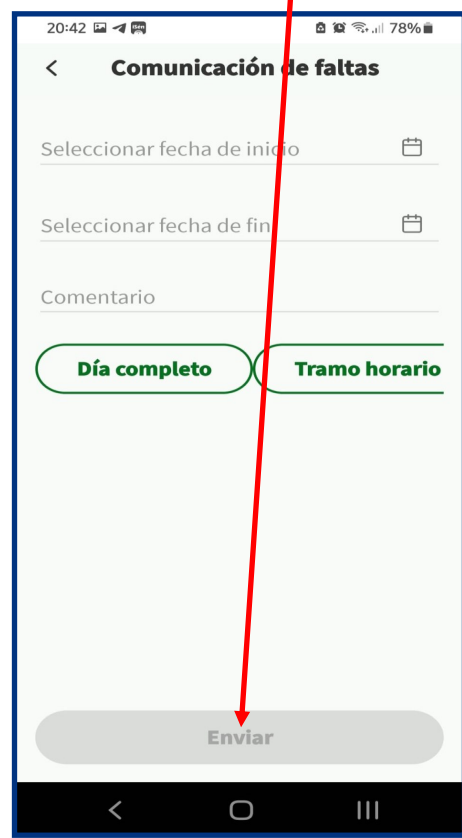 20:42 78%
Comunicación de faltas
Seleccionar fecha de inicio
Seleccionar fecha de fin
Comentario
Día completo Tramo horario
Enviar